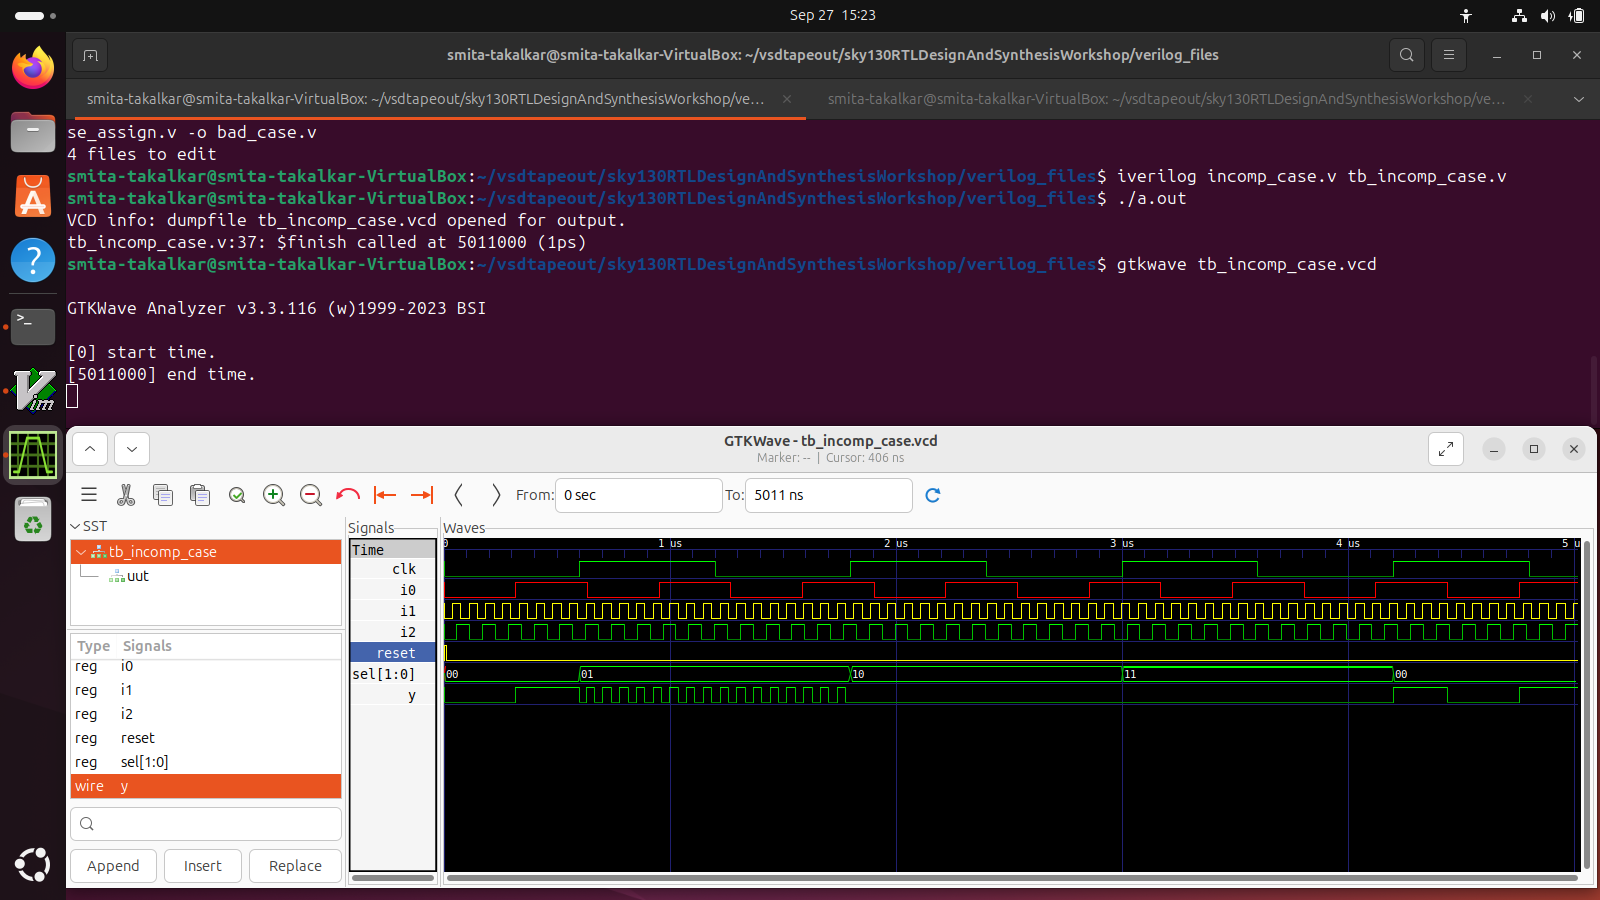 Sep 27 15:23
smita-takalkar@smita-takalkar-VirtualBox: ~/vsdtapeout/sky130RTLDesignAndSynthesisWorkshop/verilog_files
smita-takalkar@smita-takalkar-VirtualBox: ~/vsdtapeout/sky130RTLDesignAndSynthesisWorkshop/ve...
smita-takalkar@smita-takalkar-VirtualBox: ~/vsdtapeout/sky130RTLDesignAndSynthesisWorkshop/ve...
se_assign.v -o bad_case.v
4 files to edit
smita-takalkar@smita-takalkar-VirtualBox:~/vsdtapeout/sky130RTLDesignAndSynthesisWorkshop/verilog_files$ iverilog incomp_case.v tb_incomp_case.v
smita-takalkar@smita-takalkar-VirtualBox:~/vsdtapeout/sky130RTLDesignAndSynthesisWorkshop/verilog_files$ ./a.out
VCD info: dumpfile tb_incomp_case.vcd opened for output.
tb_incomp_case.v:37: $finish called at 5011000 (1ps)
smita-takalkar@smita-takalkar-VirtualBox:~/vsdtapeout/sky130RTLDesignAndSynthesisWorkshop/verilog_files$ gtkwave tb_incomp_case.vcd
GTKWave Analyzer v3.3.116 (w)1999-2023 BSI
[0] start time.
[5011000] end time.
GTKWave - tb_incomp_case.vcd
Marker: -- | Cursor: 406 ns
From: 0 sec To: 5011 ns
SST
tb_incomp_case
uut
Type Signals
reg i0
reg i1
reg i2
reg reset
reg sel[1:0]
wire y
Append Insert Replace
Signals
Time
clk
i0
i1
i2
reset
sel[1:0]
y
Waves
0 1 us 2 us 3 us 4 us 5 u
00 01 10 11 00